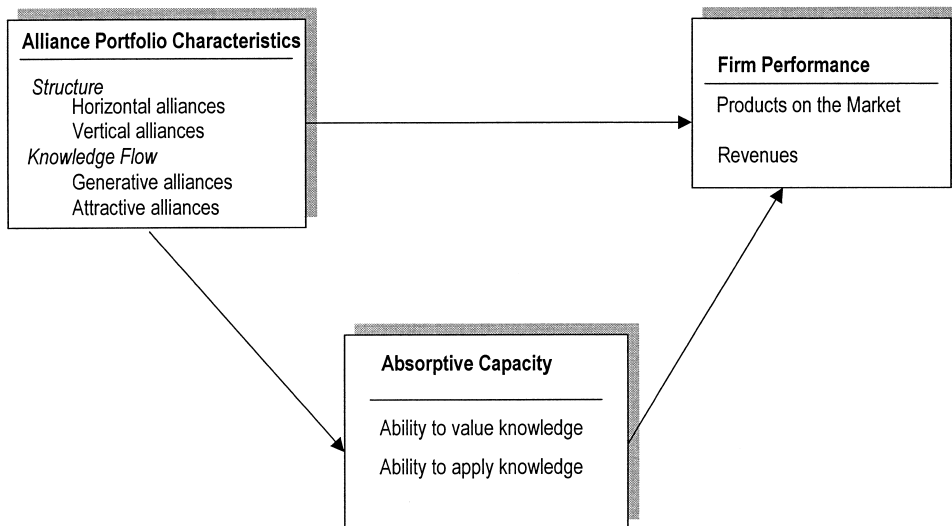 Alliance Portfolio Characteristics
Structure
Horizontal alliances
Vertical alliances
Knowledge Flow
Generative alliances
Attractive alliances
Firm Performance
Products on the Market
Revenues
Absorptive Capacity
Ability to value knowledge
Ability to apply knowledge